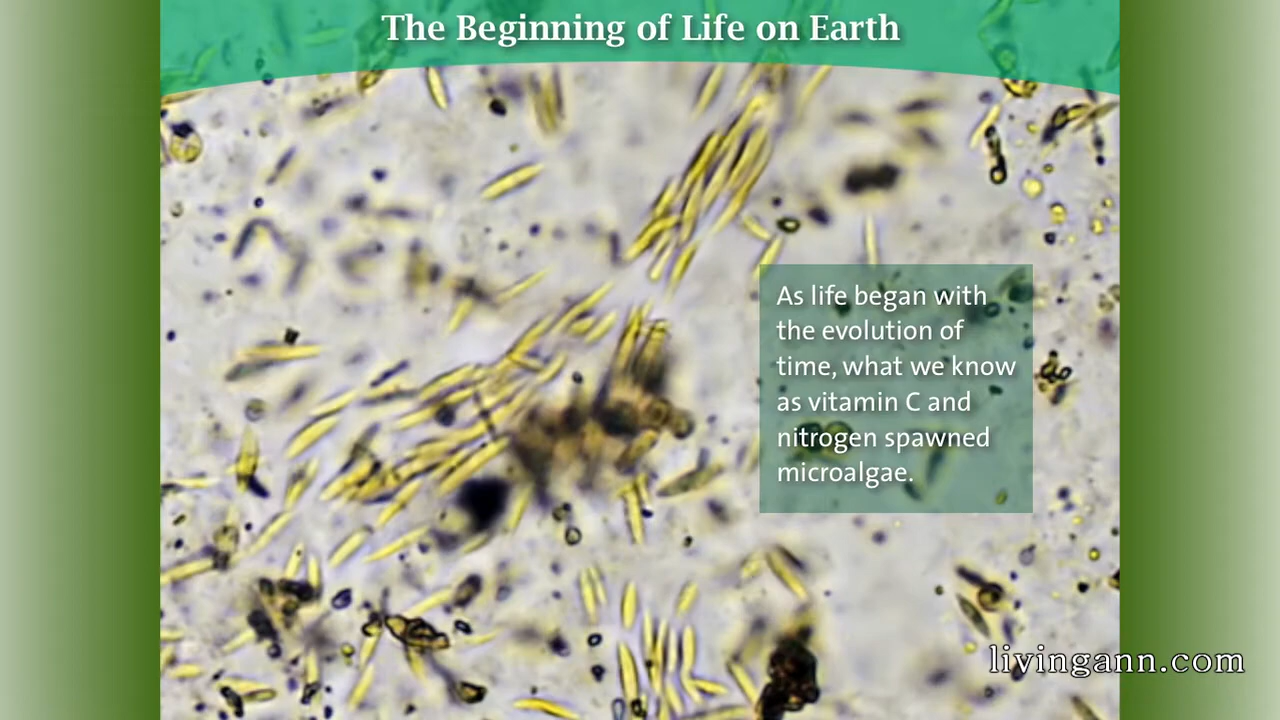 The Beginning of Life on Earth
As life began with
the evolution of
time, what we know
as vitamin C and
nitrogen spawned
microalgae.
livingann.com